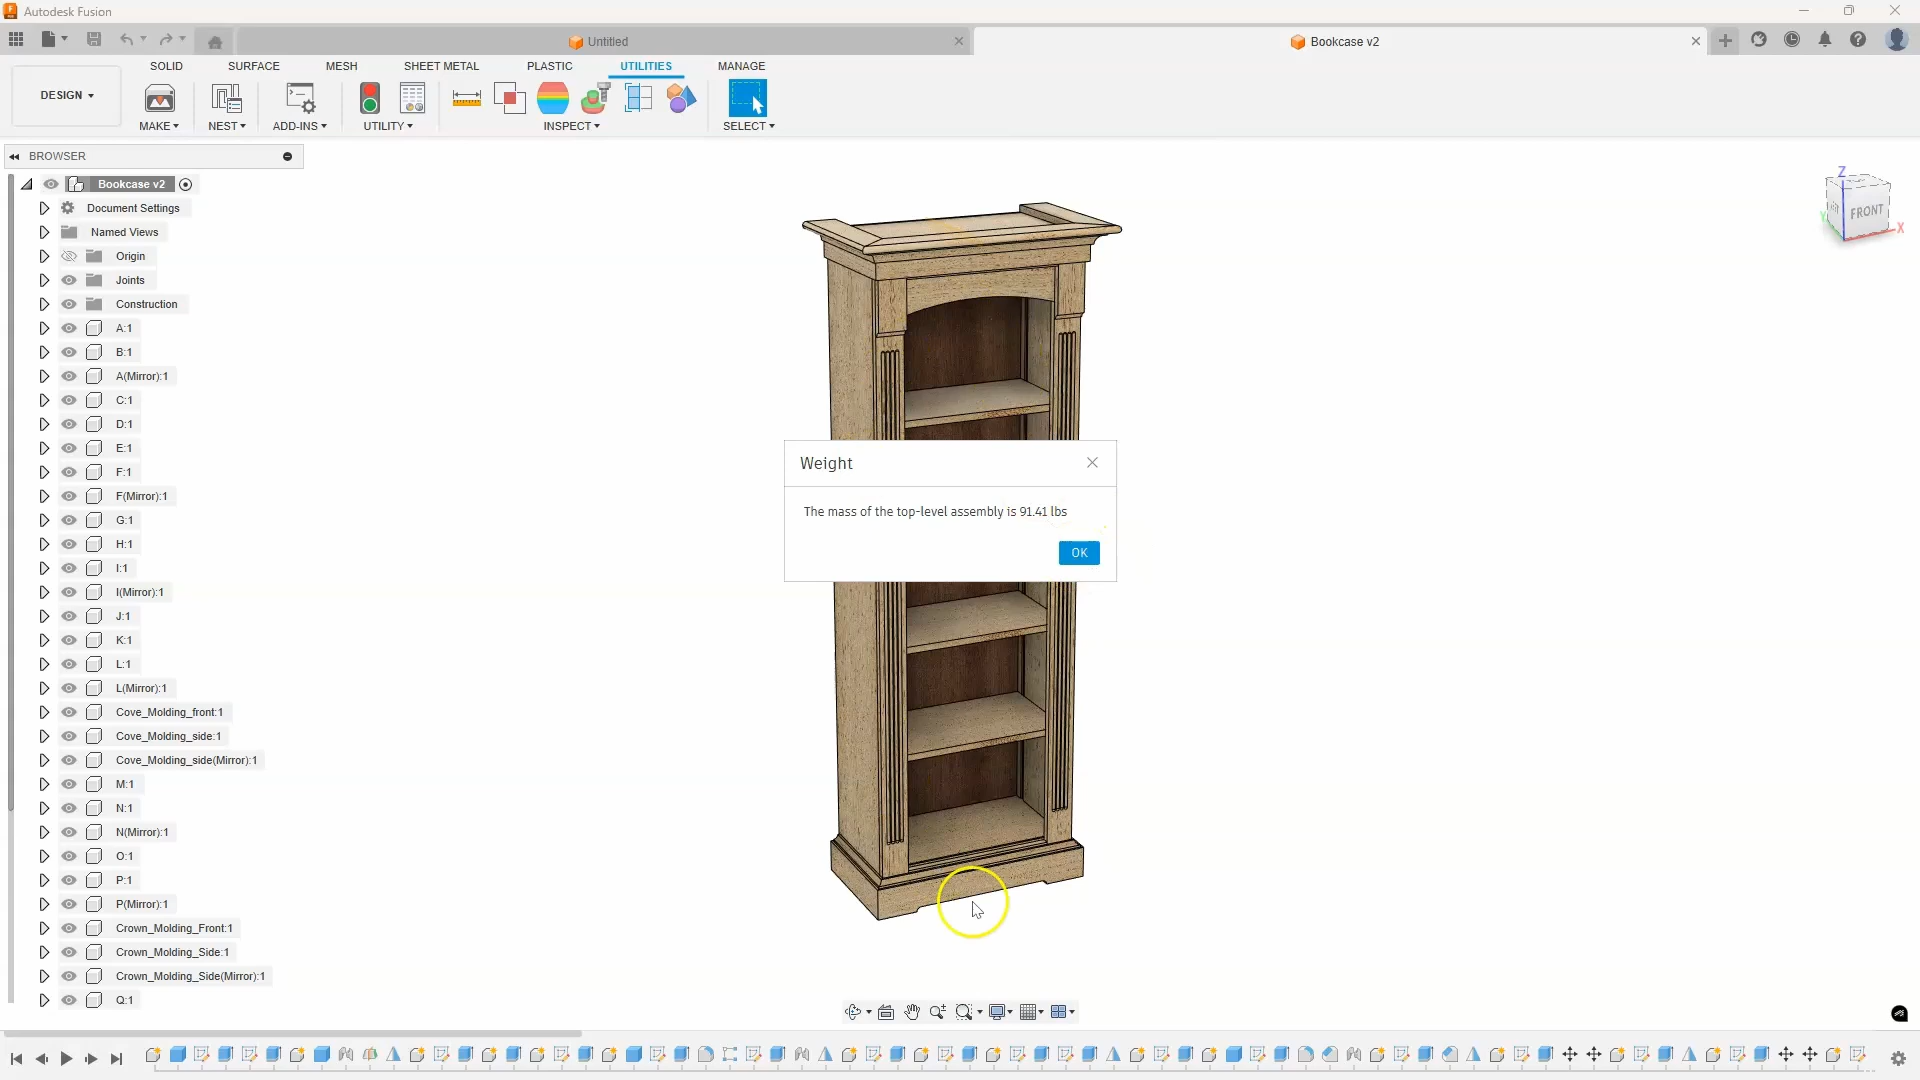 Autodesk Fusion
Untitled
Bookcase v2
SOLID
SURFACE
MESH
SHEET METAL
PLASTIC
UTILITIES
MANAGE
DESIGN
MAKE
NEST
ADD-INS
UTILITY
INSPECT
SELECT
BROWSER
Bookcase v2
Document Settings
Named Views
Origin
Joints
Construction
A:1
B:1
A(Mirror):1
C:1
D:1
E:1
F:1
F(Mirror):1
G:1
H:1
I:1
I(Mirror):1
J:1
K:1
L:1
L(Mirror):1
Cove_Molding_front:1
Cove_Molding_side:1
Cove_Molding_side(Mirror):1
M:1
N:1
N(Mirror):1
O:1
P:1
P(Mirror):1
Crown_Molding_Front:1
Crown_Molding_Side:1
Crown_Molding_Side(Mirror):1
Q:1
Weight
The mass of the top-level assembly is 91.41 lbs
OK
Z
FRONT
Y
X